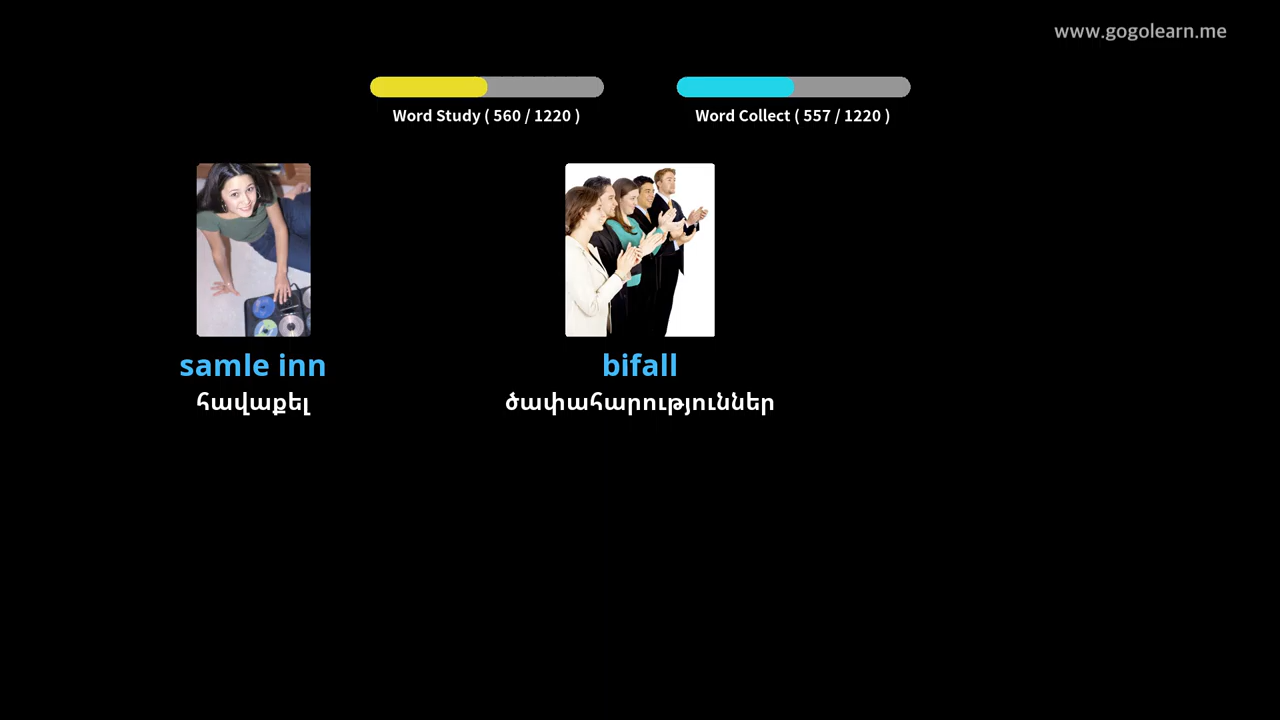 www.gogolearn.me
Word Study ( 560 / 1220 )
Word Collect ( 557 / 1220 )
samle inn
հավաքել
bifall
ծափահարություններ